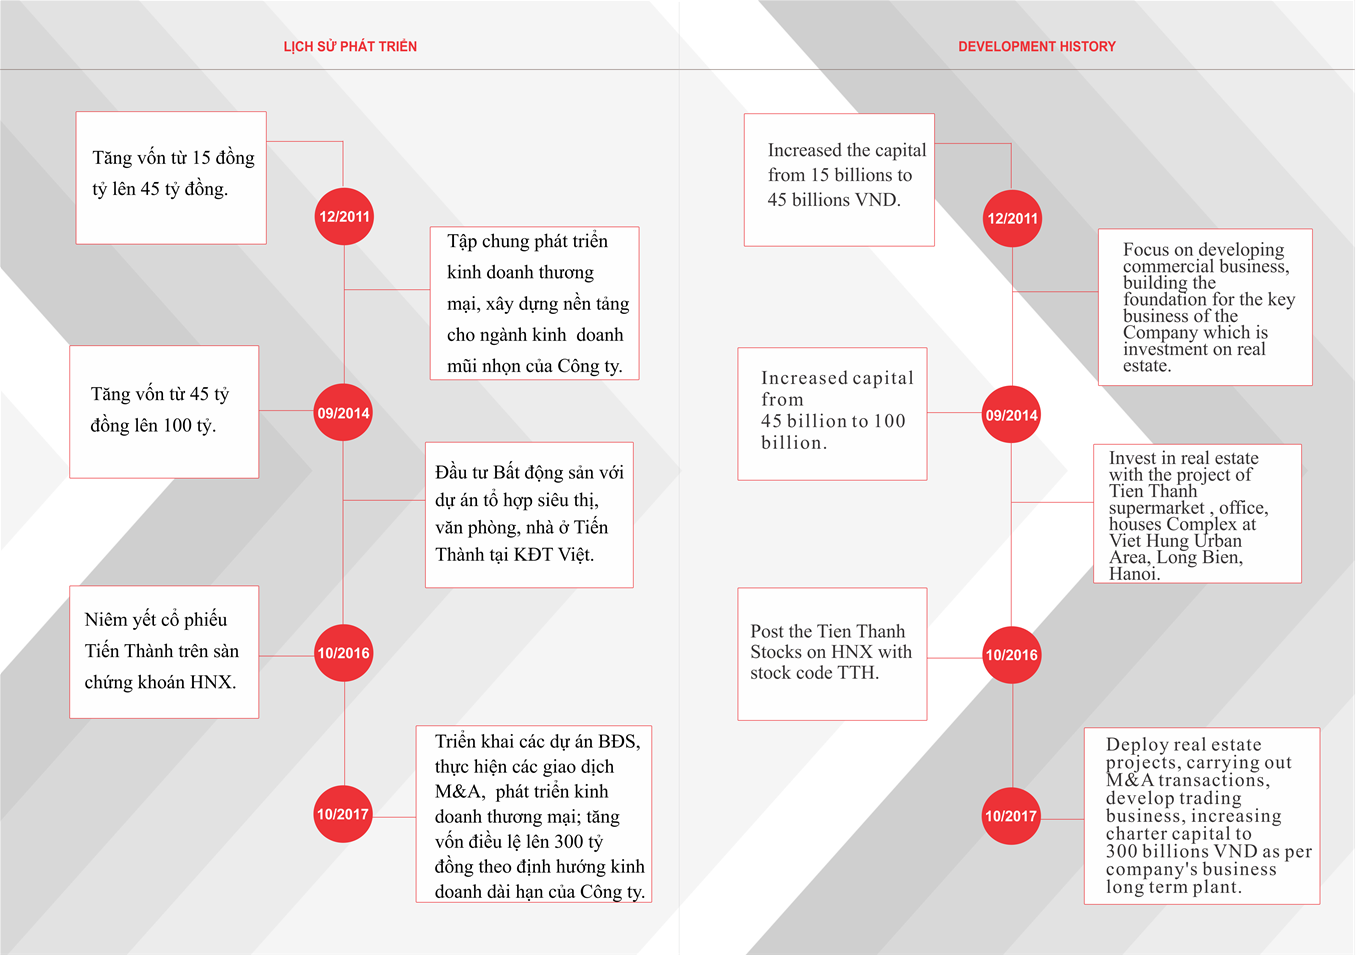 LỊCH SỬ PHÁT TRIỂN
Tăng vốn từ 15 đồng
tỷ lên 45 tỷ đồng.
12/2011
Tập chung phát triển
kinh doanh thương
mại, xây dựng nền tảng
cho ngành kinh doanh
mũi nhọn của Công ty.
Tăng vốn từ 45 tỷ
đồng lên 100 tỷ.
09/2014
Đầu tư Bất động sản với
dự án tổ hợp siêu thị,
văn phòng, nhà ở Tiến
Thành tại KĐT Việt.
Niêm yết cổ phiếu
Tiến Thành trên sàn
chứng khoán HNX.
10/2016
Triển khai các dự án BĐS,
thực hiện các giao dịch
M&A, phát triển kinh
doanh thương mại; tăng
vốn điều lệ lên 300 tỷ
đồng theo định hướng kinh
doanh dài hạn của Công ty.
10/2017
DEVELOPMENT HISTORY
Increased the capital
from 15 billions to
45 billions VND.
12/2011
Focus on developing
commercial business,
building the
foundation for the key
business of the
Company which is
investment on real
estate.
Increased capital
from
45 billion to 100
billion.
09/2014
Invest in real estate
with the project of
Tien Thanh
supermarket , office,
houses Complex at
Viet Hung Urban
Area, Long Bien,
Hanoi.
Post the Tien Thanh
Stocks on HNX with
stock code TTH.
10/2016
Deploy real estate
projects, carrying out
M&A transactions,
develop trading
business, increasing
charter capital to
300 billions VND as per
company's business
long term plant.
10/2017